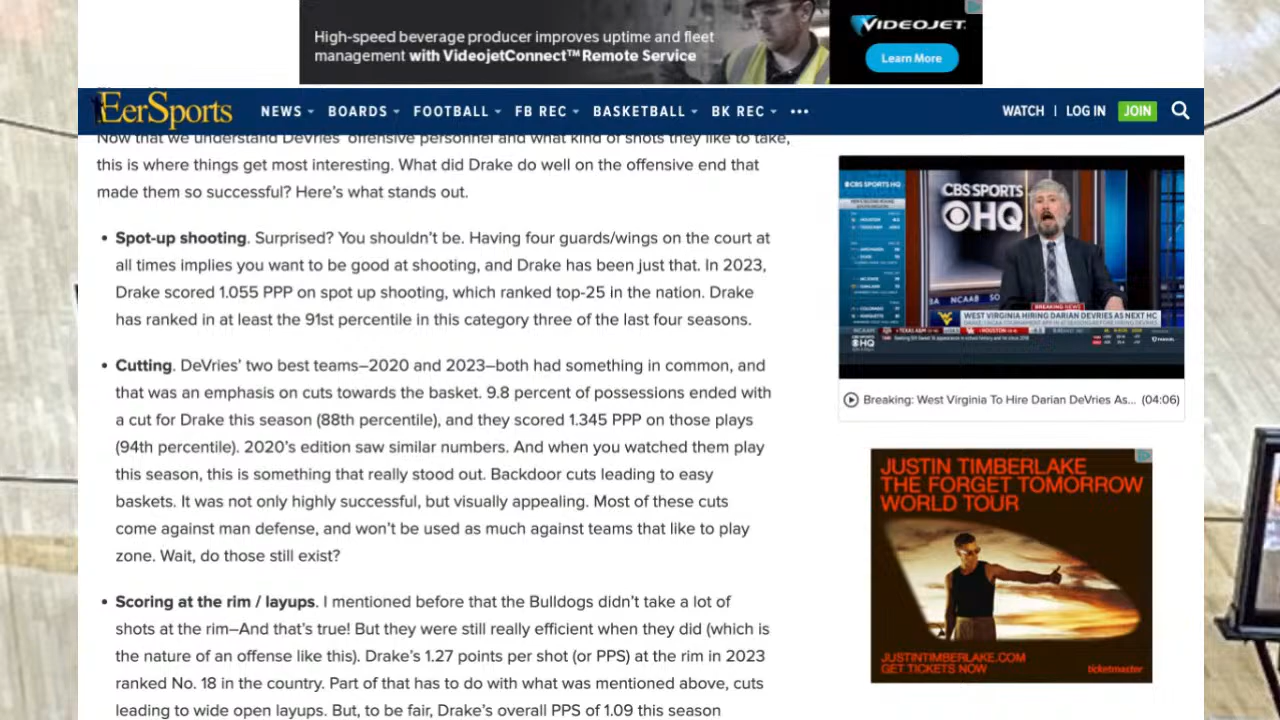 High-speed beverage producer improves uptime and fleet
management with VideojetConnect™ Remote Service
VIDEOJET.
Learn More
EerSports
NEWS BOARDS FOOTBALL FB REC BASKETBALL BK REC •••
WATCH | LOG IN JOIN
Now that we understand DeVries' offensive personnel and what kind of shots they like to take,
this is where things get most interesting. What did Drake do well on the offensive end that
made them so successful? Here's what stands out.
• Spot-up shooting. Surprised? You shouldn't be. Having four guards/wings on the court at
all times implies you want to be good at shooting, and Drake has been just that. In 2023,
Drake scored 1.055 PPP on spot up shooting, which ranked top-25 in the nation. Drake
has ranked in at least the 91st percentile in this category three of the last four seasons.
• Cutting. DeVries' two best teams–2020 and 2023–both had something in common, and
that was an emphasis on cuts towards the basket. 9.8 percent of possessions ended with
a cut for Drake this season (88th percentile), and they scored 1.345 PPP on those plays
(94th percentile). 2020's edition saw similar numbers. And when you watched them play
this season, this is something that really stood out. Backdoor cuts leading to easy
baskets. It was not only highly successful, but visually appealing. Most of these cuts
come against man defense, and won't be used as much against teams that like to play
zone. Wait, do those still exist?
• Scoring at the rim / layups. I mentioned before that the Bulldogs didn't take a lot of
shots at the rim–And that's true! But they were still really efficient when they did (which is
the nature of an offense like this). Drake's 1.27 points per shot (or PPS) at the rim in 2023
ranked No. 18 in the country. Part of that has to do with what was mentioned above, cuts
leading to wide open layups. But, to be fair, Drake's overall PPS of 1.09 this season
CBS SPORTS HQ
CBS SPORTS
HQ
BREAKING NEWS
WEST VIRGINIA HIRING DARIAN DEVRIES AS NEXT HC
Breaking: West Virginia To Hire Darian DeVries As... (04:06)
JUSTIN TIMBERLAKE
THE FORGET TOMORROW
WORLD TOUR
JUSTINTIMBERLAKE.COM
GET TICKETS NOW
ticketmaster